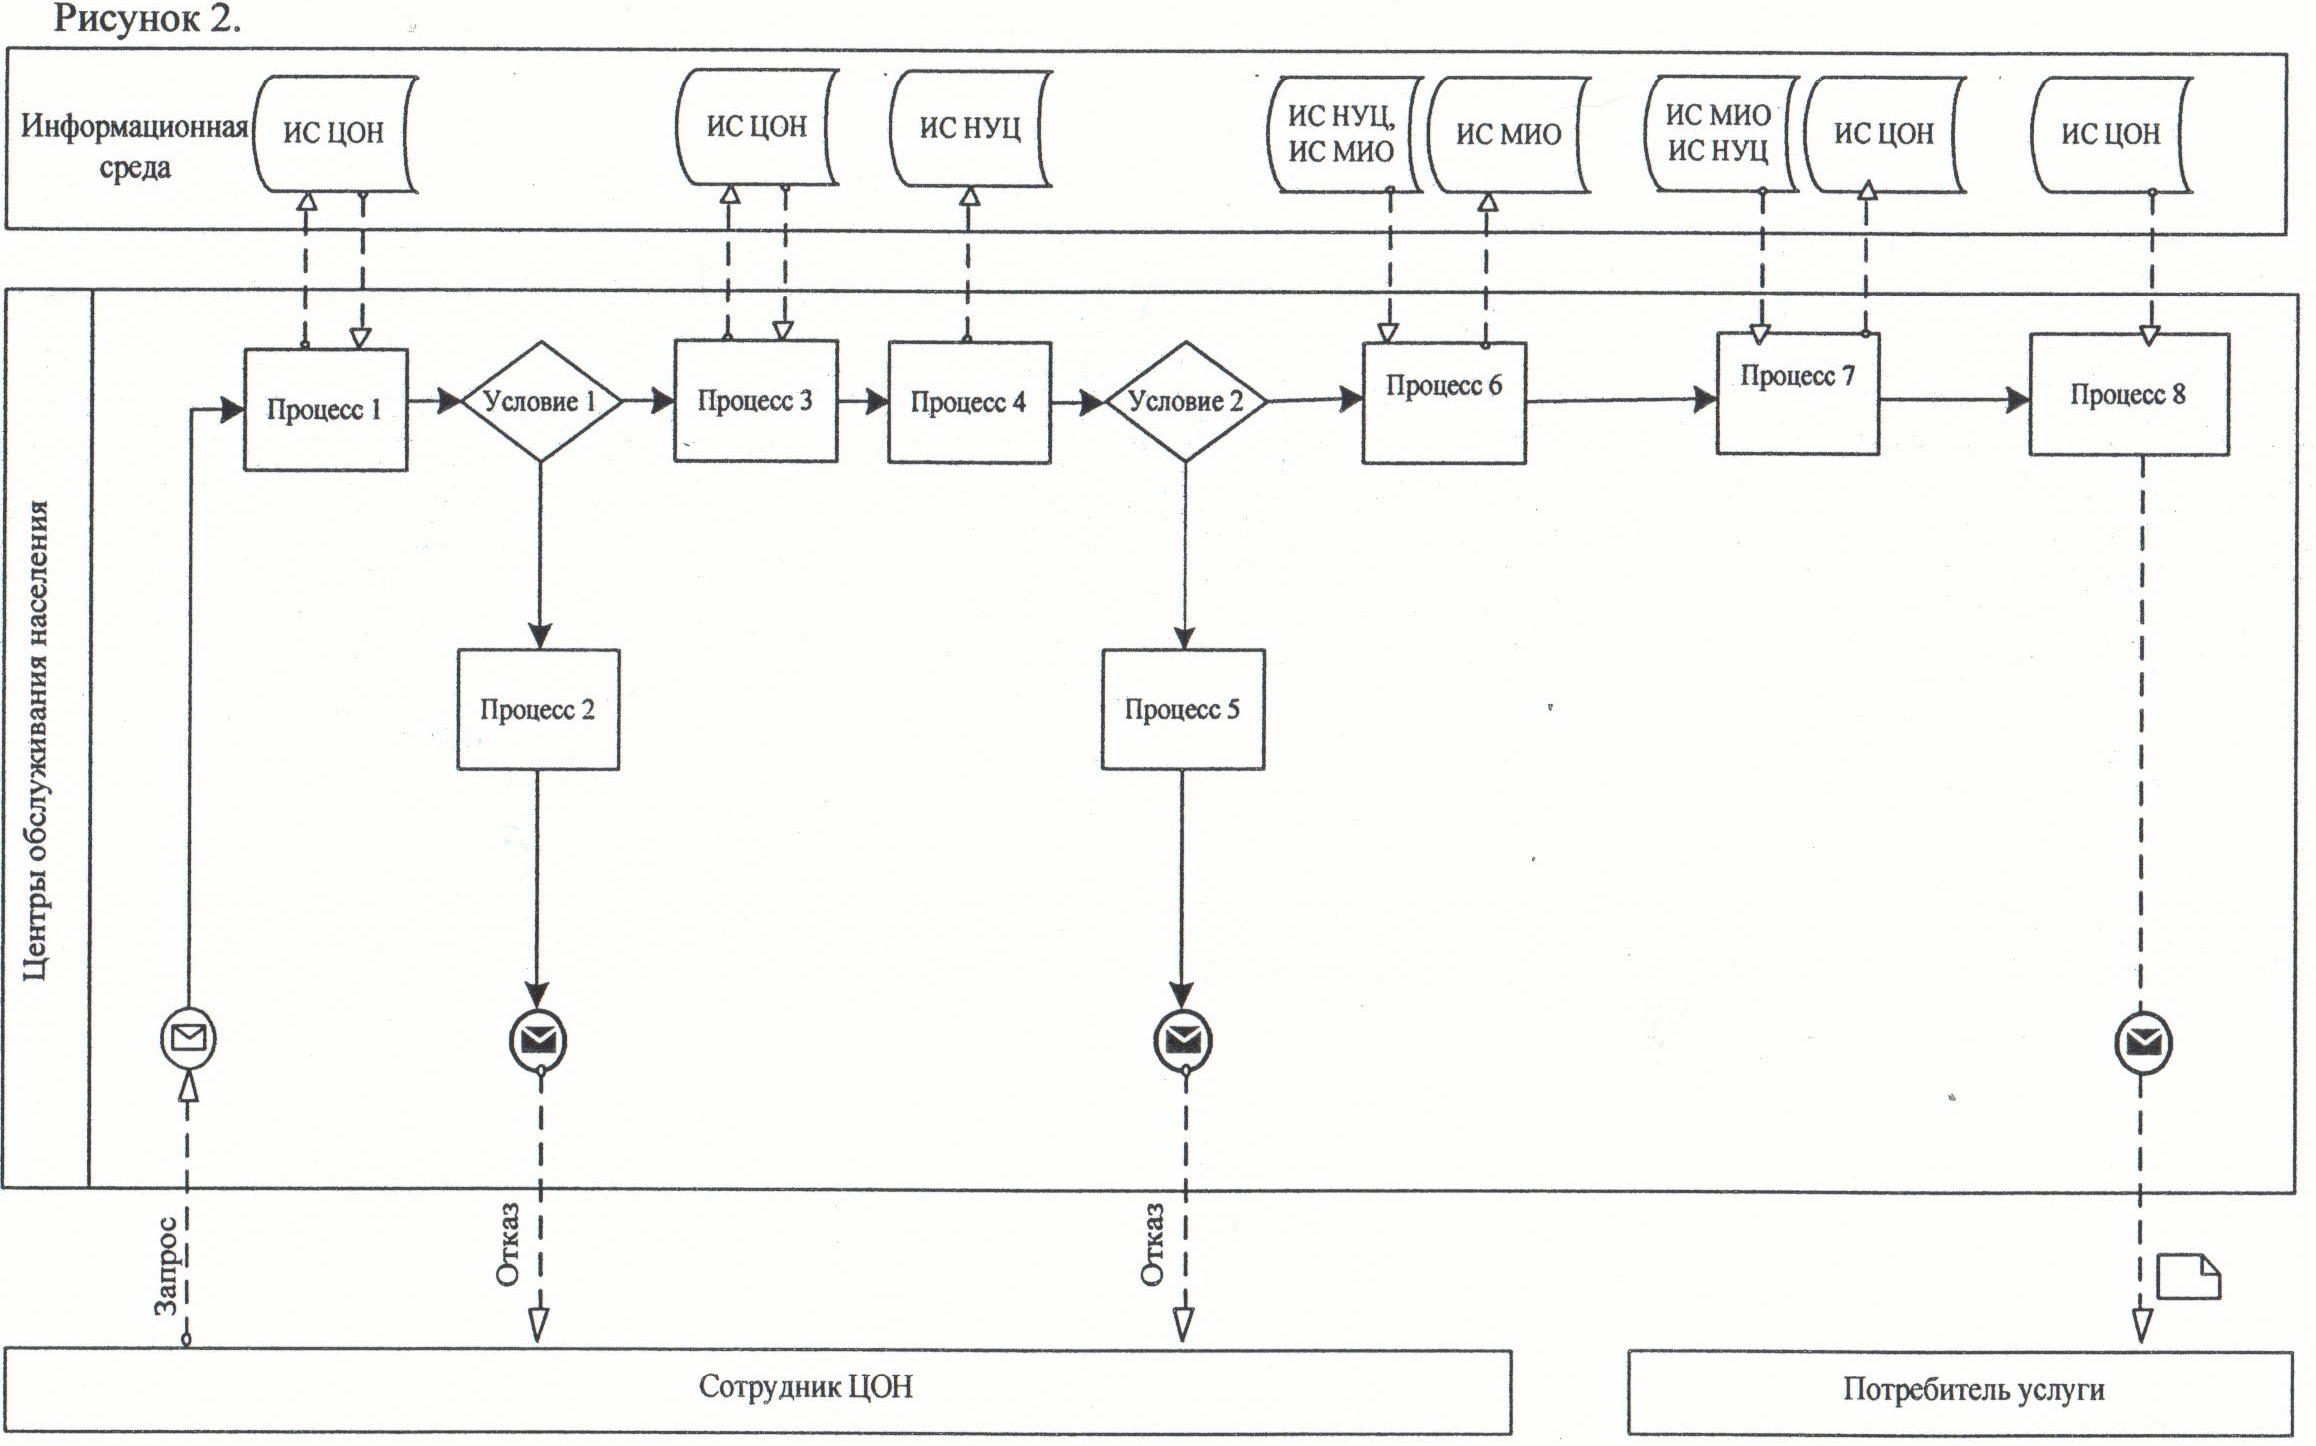 Рисунок 2.
Информационная
среда
ИС ЦОН
ИС ЦОН
ИС НУЦ
ИС НУЦ,
ИС МИО
ИС МИО
ИС МИО
ИС НУЦ
ИС ЦОН
ИС ЦОН
Центры обслуживания населения
Процесс 1
Условие 1
Процесс 3
Процесс 4
Условие 2
Процесс 6
Процесс 7
Процесс 8
Процесс 2
Процесс 5
Запрос
Отказ
Отказ
Сотрудник ЦОН
Потребитель услуги